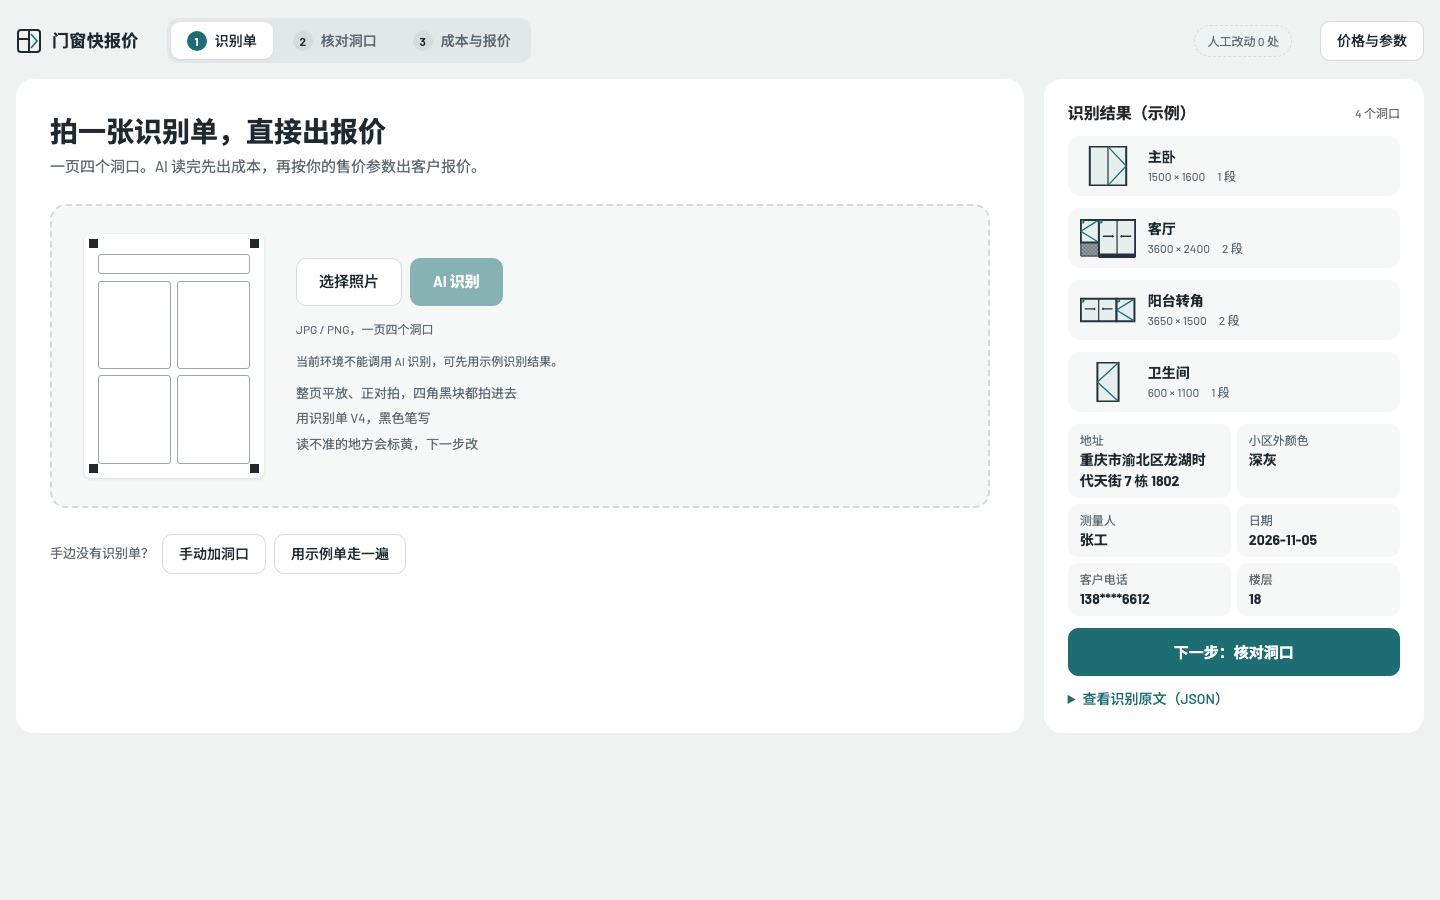 门窗快报价
1 识别单
2 核对洞口
3 成本与报价
人工改动 0 处
价格与参数
拍一张识别单，直接出报价
一页四个洞口。AI 读完先出成本，再按你的售价参数出客户报价。
选择照片
AI 识别
JPG / PNG，一页四个洞口
当前环境不能调用 AI 识别，可先用示例识别结果。
整页平放、正对拍，四角黑块都拍进去
用识别单 V4，黑色笔写
读不准的地方会标黄，下一步改
手边没有识别单？
手动加洞口
用示例单走一遍
识别结果（示例）
4 个洞口
主卧
1500 × 1600 1 段
客厅
3600 × 2400 2 段
阳台转角
3650 × 1500 2 段
卫生间
600 × 1100 1 段
地址
重庆市渝北区龙湖时
代天街 7 栋 1802
小区外颜色
深灰
测量人
张工
日期
2026-11-05
客户电话
138****6612
楼层
18
下一步：核对洞口
▶ 查看识别原文（JSON）